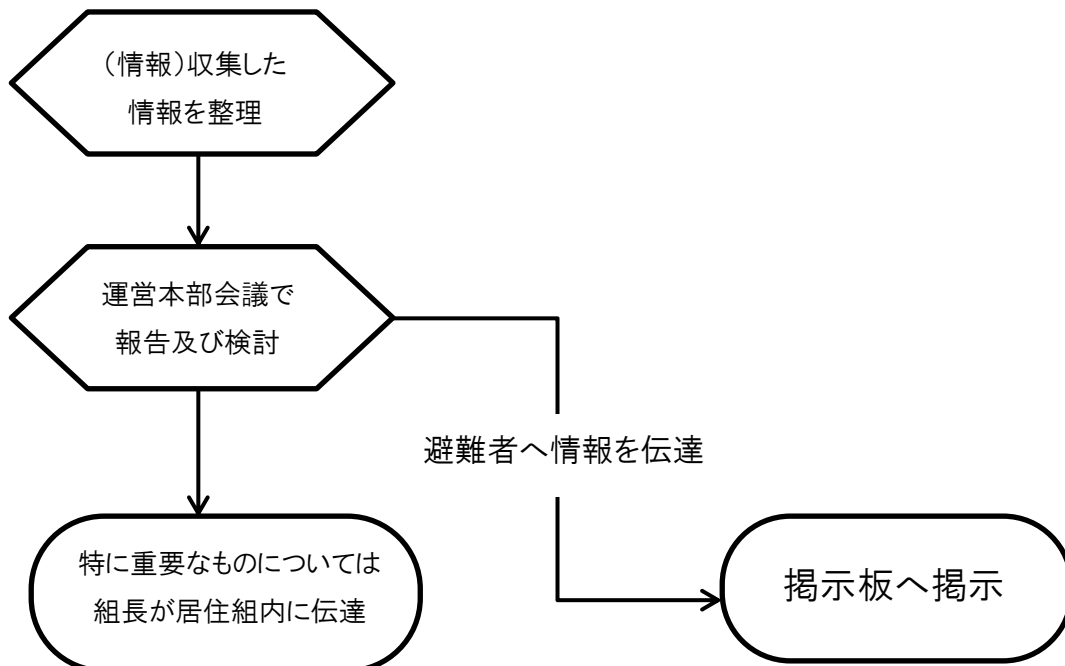 （情報）収集した
情報を整理
運営本部会議で
報告及び検討
避難者へ情報を伝達
特に重要なものについては
組長が居住組内に伝達
掲示板へ掲示